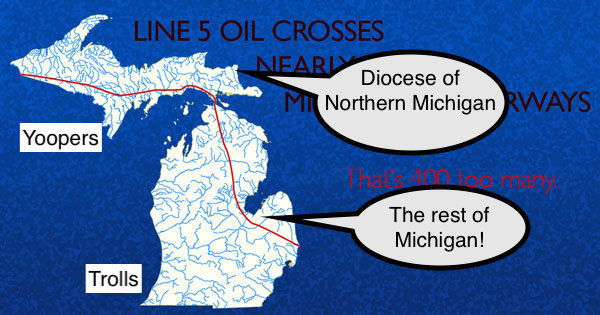 LINE 5 OIL CROSSES
NEARLY
Diocese of
Northern Michigan
Yoopers
That's 400 too many.
The rest of
Michigan!
Trolls